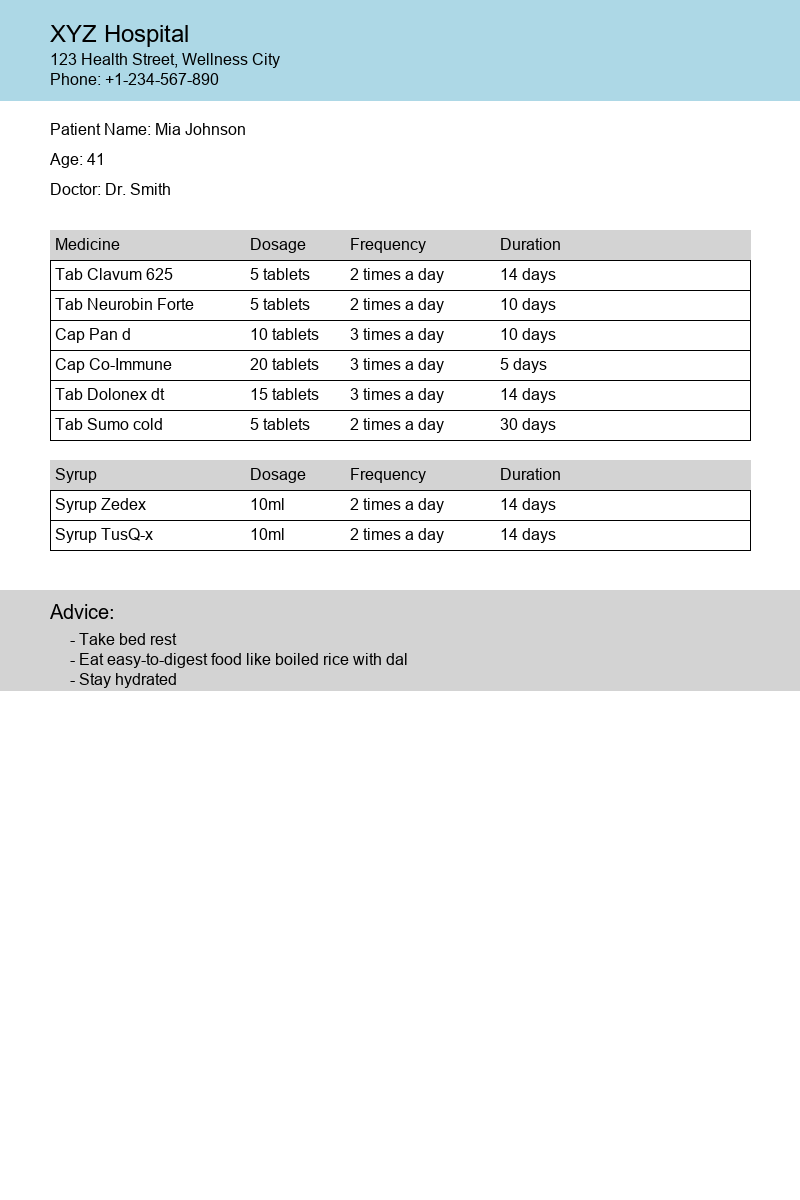 XYZ Hospital
123 Health Street, Wellness City
Phone: +1-234-567-890
Patient Name: Mia Johnson
Age: 41
Doctor: Dr. Smith
Medicine Dosage Frequency Duration
Tab Clavum 625 5 tablets 2 times a day 14 days
Tab Neurobin Forte 5 tablets 2 times a day 10 days
Cap Pan d 10 tablets 3 times a day 10 days
Cap Co-Immune 20 tablets 3 times a day 5 days
Tab Dolonex dt 15 tablets 3 times a day 14 days
Tab Sumo cold 5 tablets 2 times a day 30 days
Syrup Dosage Frequency Duration
Syrup Zedex 10ml 2 times a day 14 days
Syrup TusQ-x 10ml 2 times a day 14 days
Advice:
- Take bed rest
- Eat easy-to-digest food like boiled rice with dal
- Stay hydrated